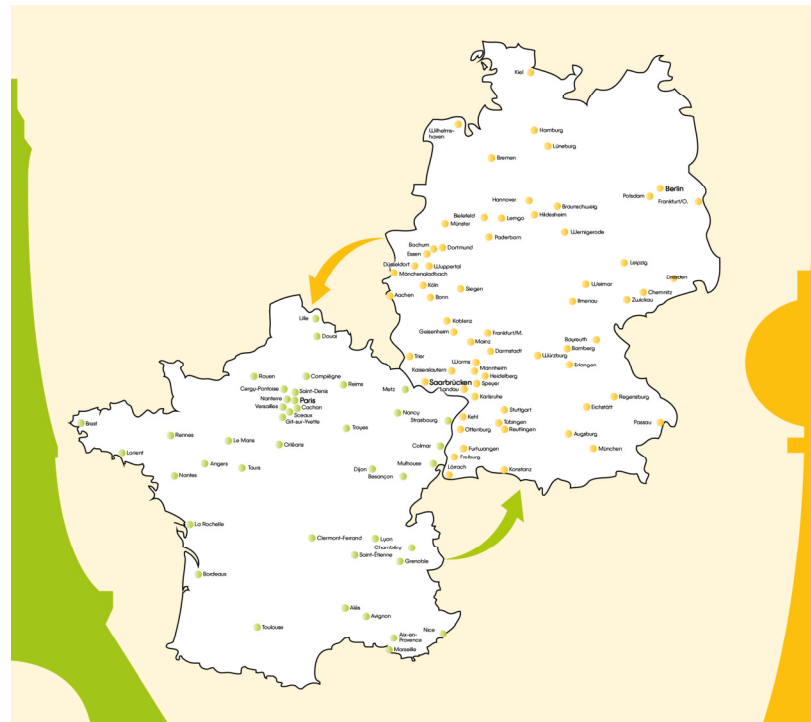 Kiel
Wilhelms-
haven
Hamburg
Lüneburg
Bremen
Berlin
Potsdam
Frankfurt/O.
Hannover
Braunschweig
Bielefeld
Lemgo
Hildesheim
Münster
Wernigerode
Paderborn
Bochum
Dortmund
Essen
Düsseldorf
Wuppertal
Mönchengladbach
Leipzig
Dresden
Köln
Siegen
Weimar
Chemnitz
Aachen
Bonn
Ilmenau
Zwickau
Koblenz
Geisenheim
Frankfurt/M.
Mainz
Bayreuth
Bamberg
Trier
Darmstadt
Würzburg
Erlangen
Worms
Kaiserslautern
Mannheim
Heidelberg
Saarbrücken
Speyer
Landau
Karlsruhe
Regensburg
Eichstätt
Kehl
Stuttgart
Tübingen
Passau
Offenburg
Reutlingen
Augsburg
Furtwangen
München
Freiburg
Lörrach
Konstanz
Lille
Douai
Rouen
Compiègne
Reims
Metz
Cergy-Pontoise
Saint-Denis
Nanterre
Paris
Versailles
Cachan
Sceaux
Gif-sur-Yvette
Nancy
Strasbourg
Troyes
Brest
Rennes
Le Mans
Orléans
Colmar
Lorient
Angers
Tours
Dijon
Mulhouse
Nantes
Besançon
La Rochelle
Clermont-Ferrand
Lyon
Chambéry
Saint-Étienne
Grenoble
Bordeaux
Alès
Avignon
Toulouse
Nice
Aix-en-
Provence
Marseille